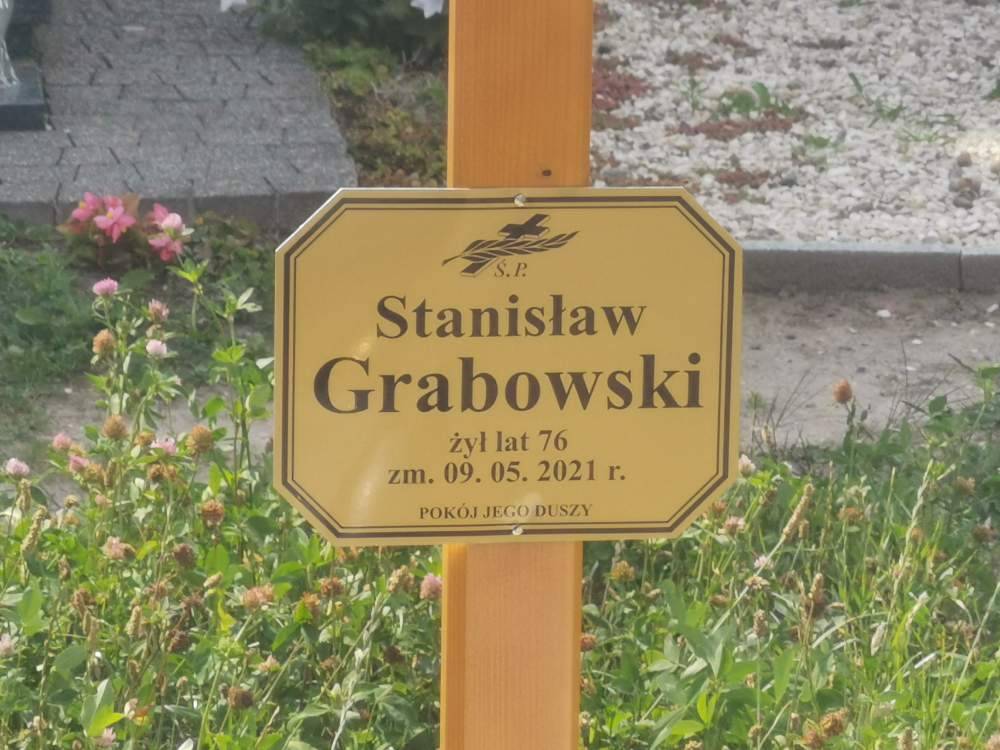 Ś.P.
Stanisław
Grabowski
żył lat 76
zm. 09. 05. 2021 r.
POKÓJ JEGO DUSZY